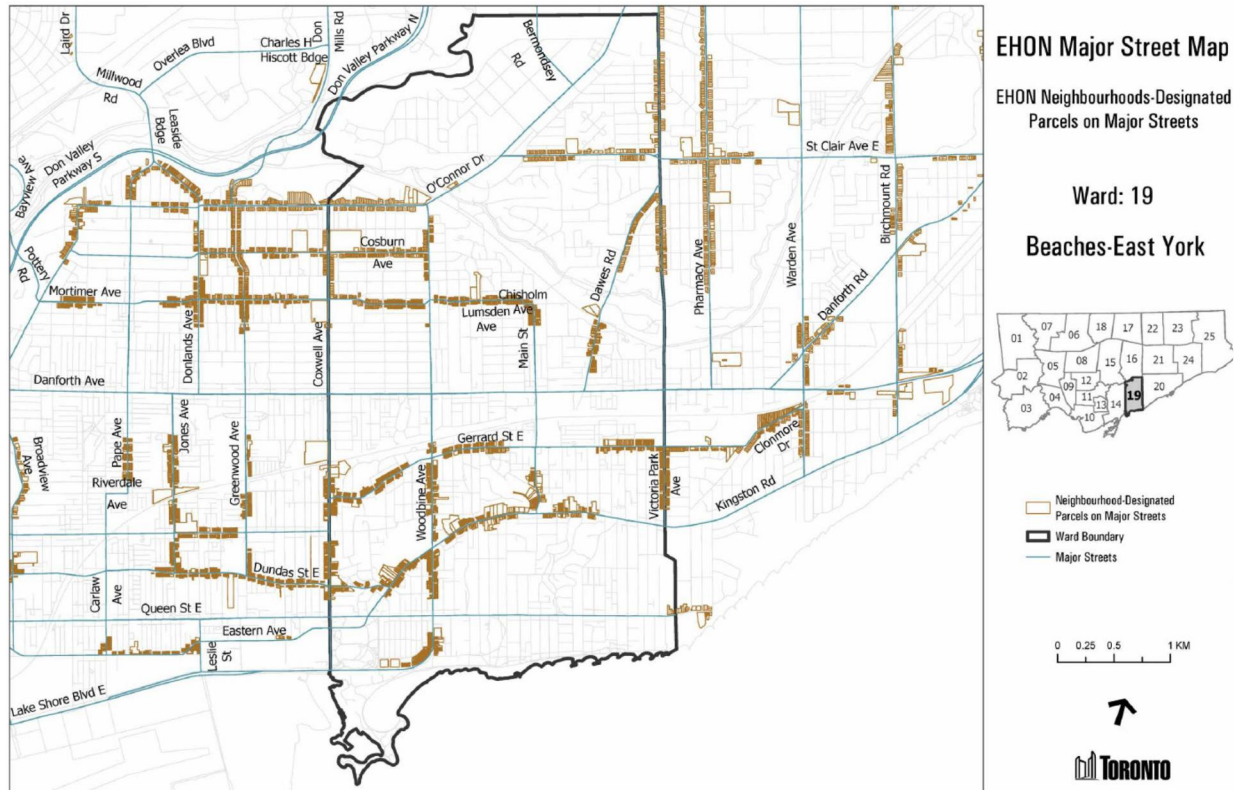 Laird Dr
Overlea Blvd
Charles H
Hiscott Bdge
Don
Mills Rd
Don Valley Parkway N
Bermondsey
Rd
Millwood
Rd
Leaside
Bdge
Bayview Ave
Don Valley
Parkway S
O'Connor Dr
St Clair Ave E
Birchmount Rd
Pottery
Rd
Cosburn
Ave
Dawes Rd
Pharmacy Ave
Warden Ave
Danforth Rd
Mortimer Ave
Donlands Ave
Coxwell Ave
Chisholm
Ave
Lumsden
Ave
Main St
Danforth Ave
Broadview
Ave
Pape Ave
Riverdale
Ave
Jones Ave
Greenwood Ave
Gerrard St E
Clonmore
Dr
Woodbine Ave
Victoria Park
Ave
Kingston Rd
Carlaw
Ave
Dundas St E
Queen St E
Eastern Ave
Leslie
St
Lake Shore Blvd E
EHON Major Street Map
EHON Neighbourhoods-Designated
Parcels on Major Streets
Ward: 19
Beaches-East York
01
07
06
18
17
22
23
25
02
05
08
15
16
21
24
03
04
09
12
11
13
10
14
19
20
Neighbourhood-Designated
Parcels on Major Streets
Ward Boundary
Major Streets
0 0.25 0.5 1 KM
TORONTO